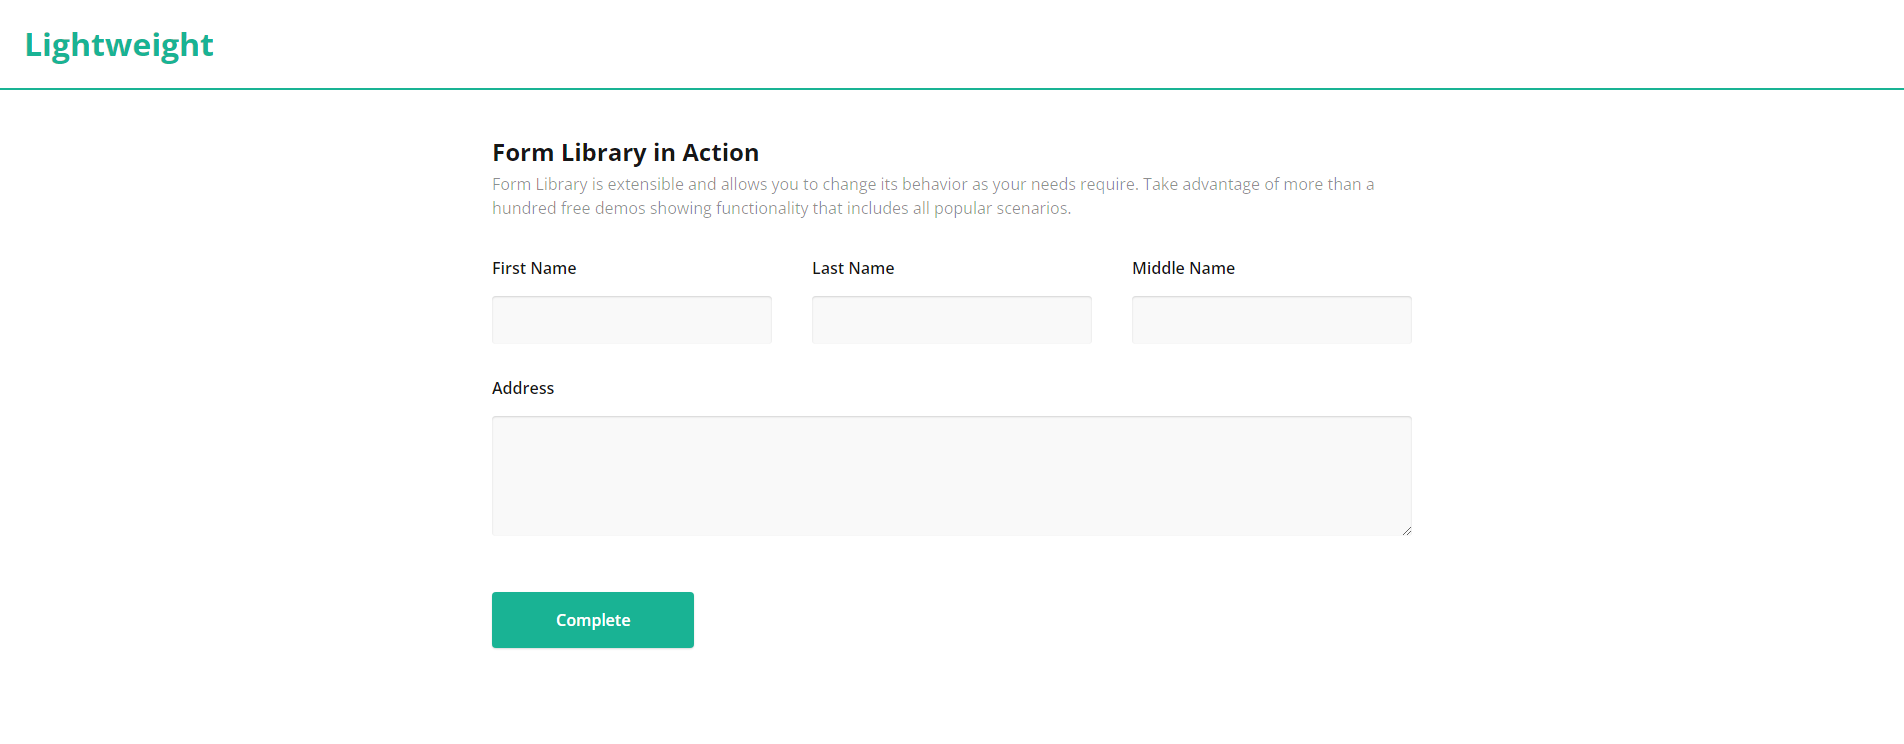 Lightweight
Form Library in Action
Form Library is extensible and allows you to change its behavior as your needs require. Take advantage of more than a
hundred free demos showing functionality that includes all popular scenarios.
First Name
Last Name
Middle Name
Address
Complete